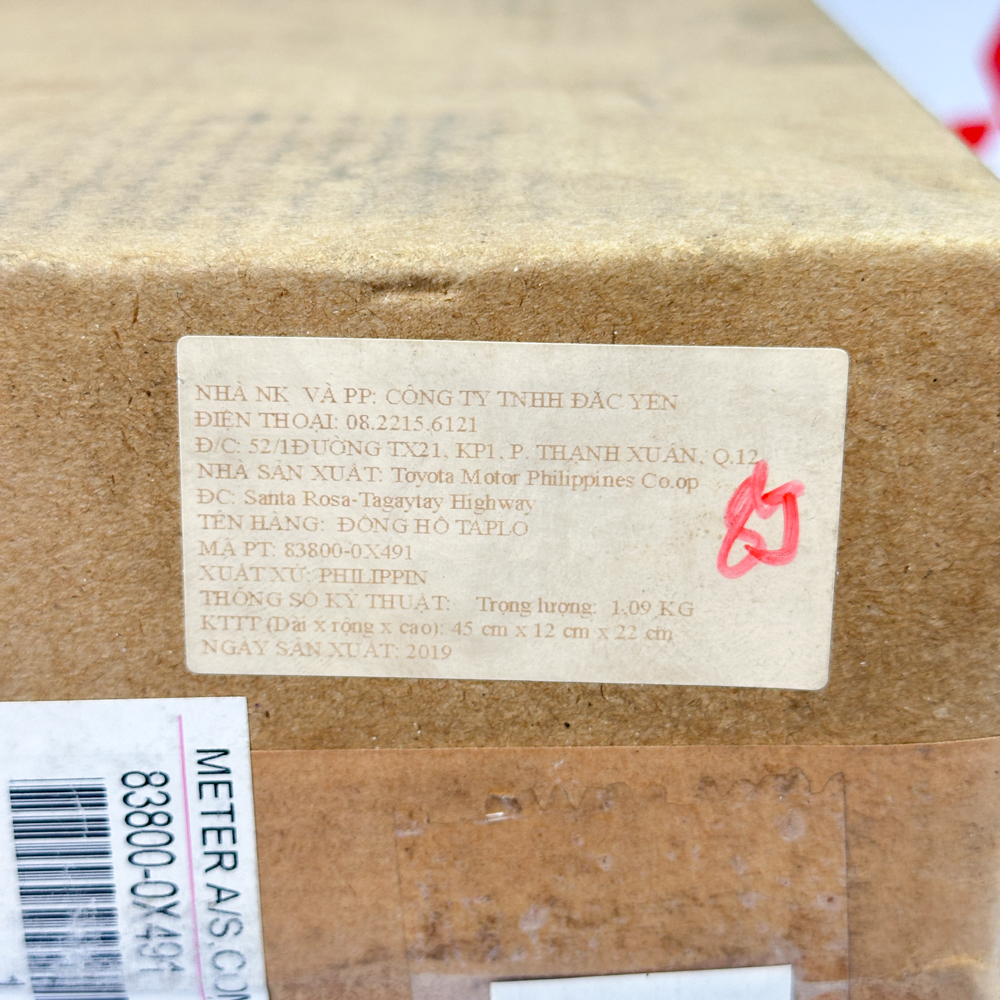 NHÀ NK VÀ PP: CÔNG TY TNHH ĐẮC YẾN
ĐIỆN THOẠI: 08.2215.6121
Đ/C: 52/1ĐƯỜNG TX21, KP1, P. THẠNH XUÂN, Q.12
NHÀ SẢN XUẤT: Toyota Motor Philippines Co.op
ĐC: Santa Rosa-Tagaytay Highway
TÊN HÀNG: ĐỒNG HỒ TAPLO
MÃ PT: 83800-0X491
XUẤT XỨ: PHILIPPIN
THÔNG SỐ KỸ THUẬT: Trọng lượng: 1.09 KG
KTTT (Dài x rộng x cao): 45 cm x 12 cm x 22 cm
NGÀY SẢN XUẤT: 2019
METER A/S,COM
83800-0X491
1